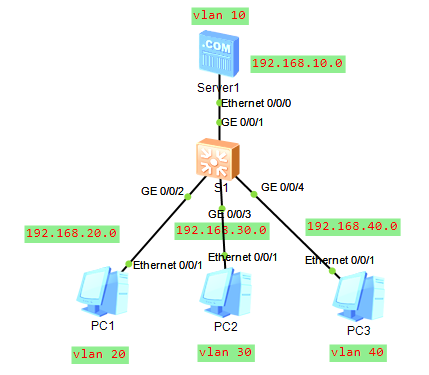 vlan 10
.COM
192.168.10.0
Server1
Ethernet 0/0/0
GE 0/0/1
S1
GE 0/0/2
GE 0/0/4
GE 0/0/3
192.168.20.0
192.168.30.0
192.168.40.0
Ethernet 0/0/1
Ethernet 0/0/1
Ethernet 0/0/1
PC1
PC2
PC3
vlan 20
vlan 30
vlan 40